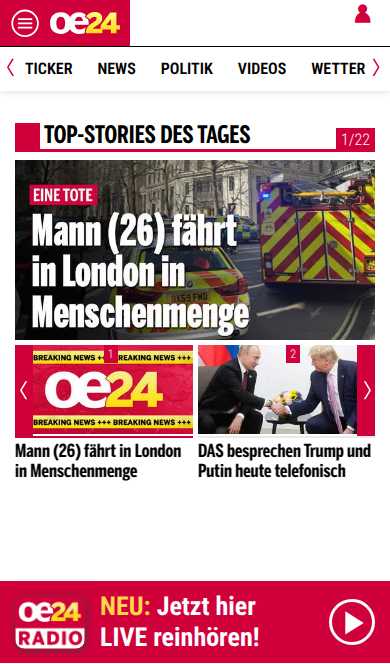 oe24
TICKER NEWS POLITIK VIDEOS WETTER
TOP-STORIES DES TAGES
1/22
EINE TOTE
Mann (26) fährt
in London in
Menschenmenge
BREAKING NEWS +++ BREAKING NEWS +++
1
oe24
BREAKING NEWS +++ BREAKING NEWS +++
2
Mann (26) fährt in London
in Menschenmenge
DAS besprechen Trump und
Putin heute telefonisch
oe24
RADIO
NEU: Jetzt hier
LIVE reinhören!